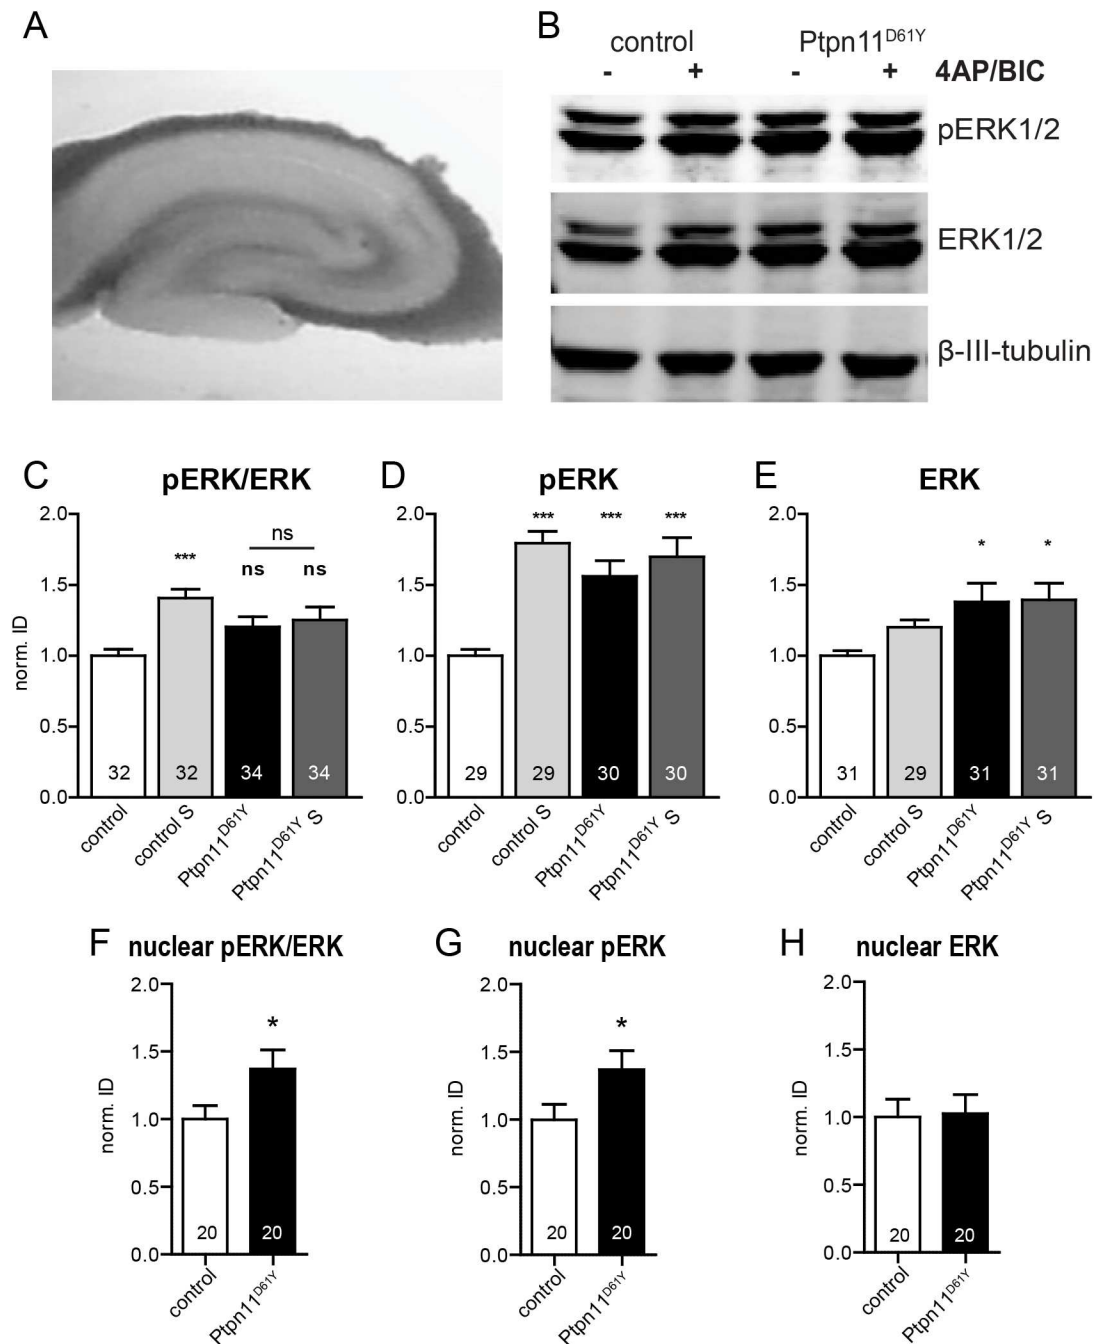 A
B
control Ptpn11D61Y
- + - + 4AP/BIC
pERK1/2
ERK1/2
β-III-tubulin
C pERK/ERK
norm. ID
2.0
1.5
1.0
0.5
0.0
***
ns
ns ns
32 32 34 34
control
control S
Ptpn11D61Y
Ptpn11D61Y S
D pERK
2.0
1.5
1.0
0.5
0.0
*** *** ***
29 29 30 30
control
control S
Ptpn11D61Y
Ptpn11D61Y S
E ERK
2.0
1.5
1.0
0.5
0.0
* *
31 29 31 31
control
control S
Ptpn11D61Y
Ptpn11D61Y S
F nuclear pERK/ERK
norm. ID
2.0
1.5
1.0
0.5
0.0
*
20 20
control
Ptpn11D61Y
G nuclear pERK
norm. ID
2.0
1.5
1.0
0.5
0.0
*
20 20
control
Ptpn11D61Y
H nuclear ERK
norm. ID
2.0
1.5
1.0
0.5
0.0
20 20
control
Ptpn11D61Y